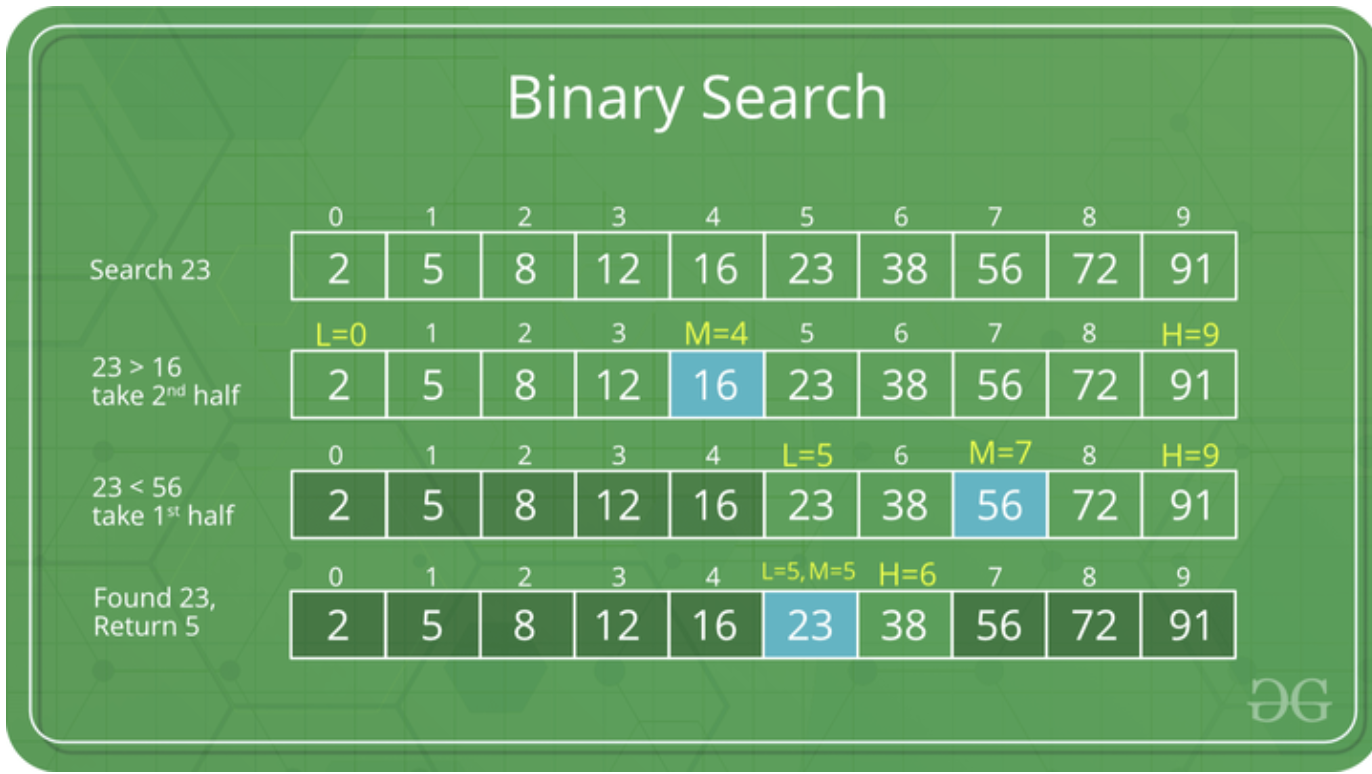 Binary Search
0 1 2 3 4 5 6 7 8 9
Search 23 2 5 8 12 16 23 38 56 72 91
L=0 1 2 3 M=4 5 6 7 8 H=9
23 > 16
take 2nd half
2 5 8 12 16 23 38 56 72 91
0 1 2 3 4 L=5 6 M=7 8 H=9
23 < 56
take 1st half
2 5 8 12 16 23 38 56 72 91
0 1 2 3 4 L=5, M=5 H=6 7 8 9
Found 23,
Return 5
2 5 8 12 16 23 38 56 72 91